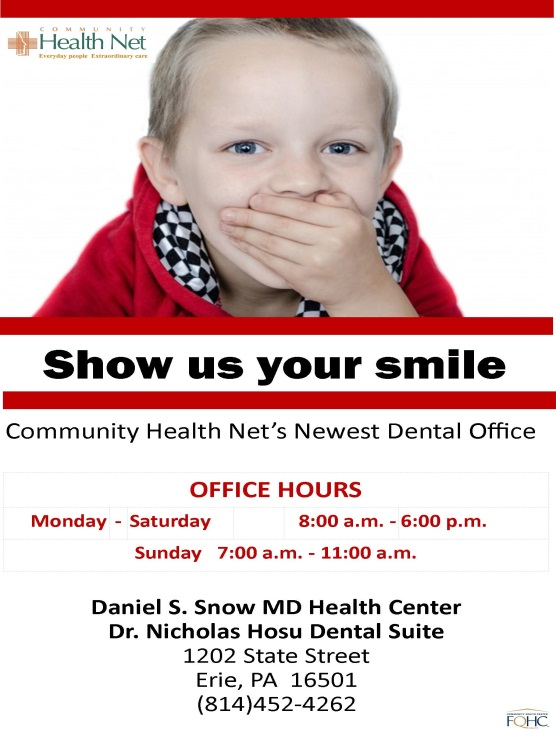 COMMUNITY
Health Net
Everyday people Extraordinary care
Show us your smile
Community Health Net's Newest Dental Office
OFFICE HOURS
Monday - Saturday 8:00 a.m. - 6:00 p.m.
Sunday 7:00 a.m. - 11:00 a.m.
Daniel S. Snow MD Health Center
Dr. Nicholas Hosu Dental Suite
1202 State Street
Erie, PA 16501
(814)452-4262
FQHC